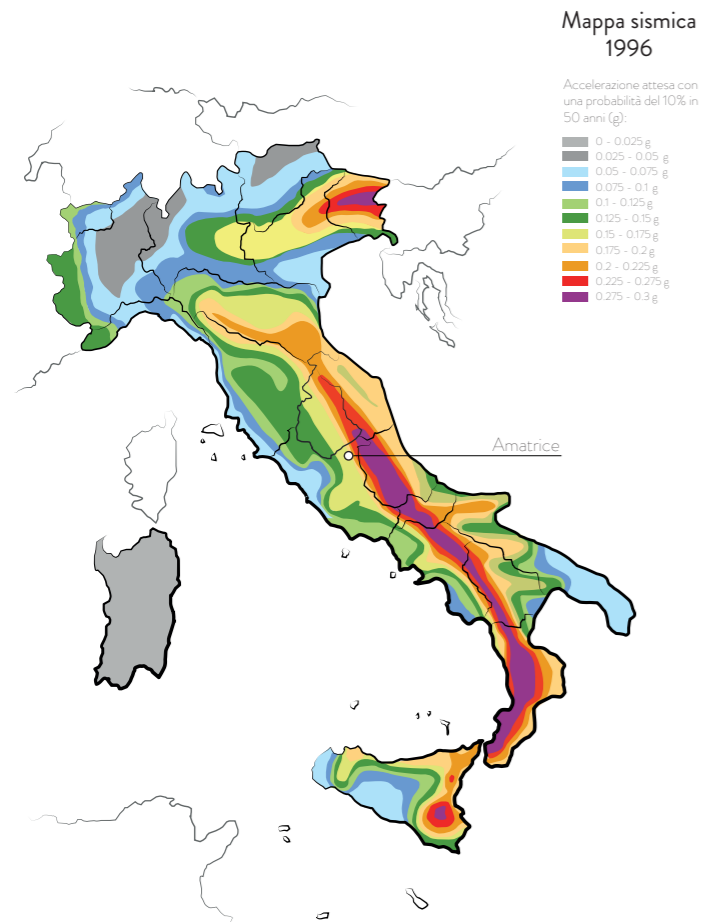 Mappa sismica
1996
Accelerazione attesa con
una probabilità del 10% in
50 anni (g):
0 - 0.025 g
0.025 - 0.05 g
0.05 - 0.075 g
0.075 - 0.1 g
0.1 - 0.125 g
0.125 - 0.15 g
0.15 - 0.175 g
0.175 - 0.2 g
0.2 - 0.225 g
0.225 - 0.275 g
0.275 - 0.3 g
Amatrice